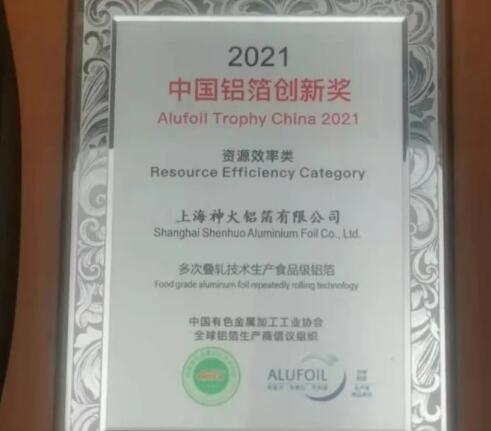 2021
中国铝箔创新奖
Alufoil Trophy China 2021
资源效率类
Resource Efficiency Category
上海神火铝箔有限公司
Shanghai Shenhuo Aluminium Foil Co., Ltd.
多次叠轧技术生产食品级铝箔
Food grade aluminum foil repeatedly rolling technology
中国有色金属加工工业协会
全球铝箔生产商倡议组织
ALUFOIL